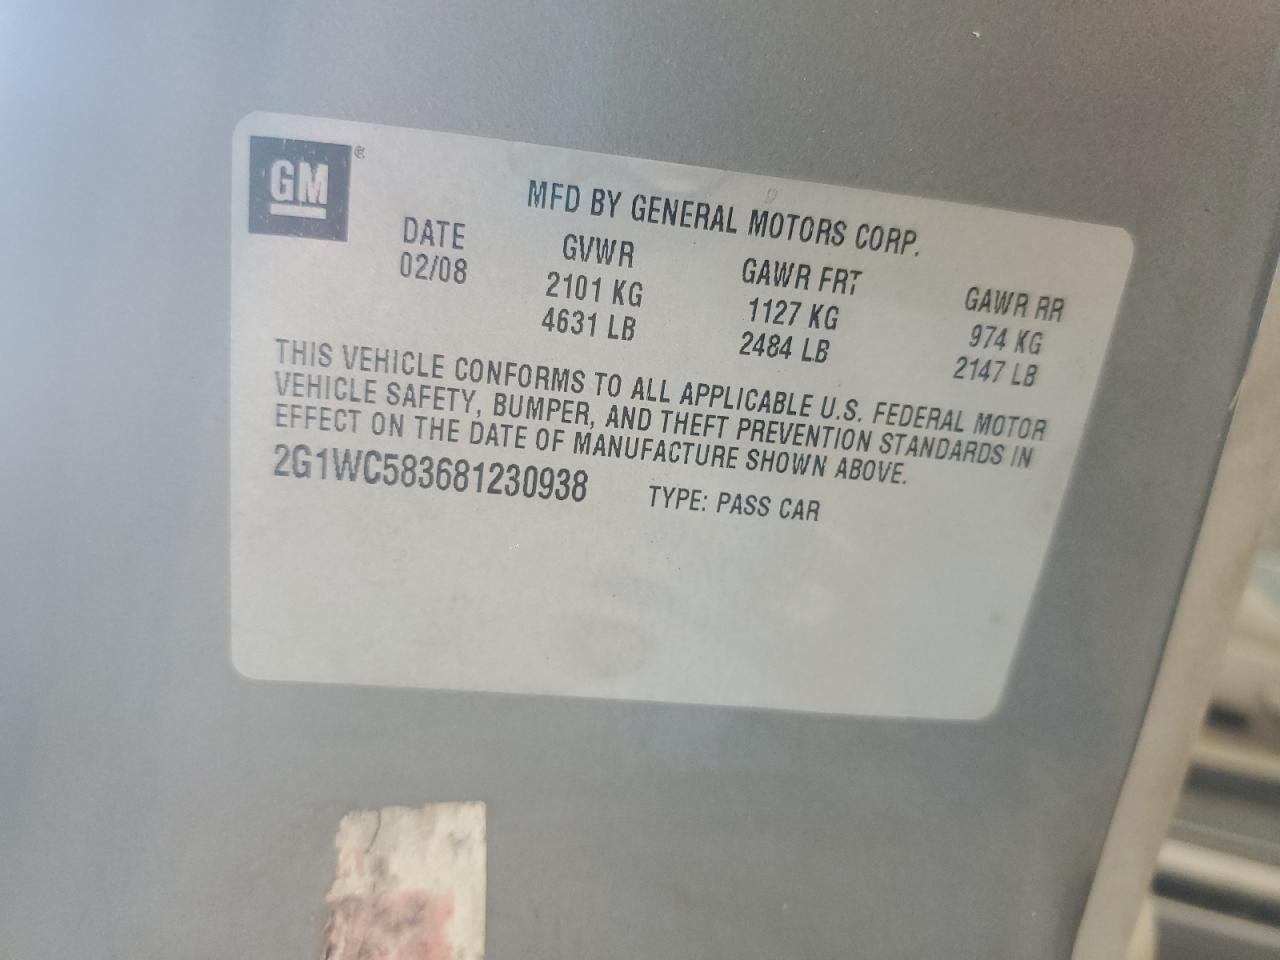 GM ®
MFD BY GENERAL MOTORS CORP.
DATE GVWR GAWR FRT GAWR RR
02/08 2101 KG 1127 KG 974 KG
4631 LB 2484 LB 2147 LB
THIS VEHICLE CONFORMS TO ALL APPLICABLE U.S. FEDERAL MOTOR
VEHICLE SAFETY, BUMPER, AND THEFT PREVENTION STANDARDS IN
EFFECT ON THE DATE OF MANUFACTURE SHOWN ABOVE.
2G1WC583681230938 TYPE: PASS CAR